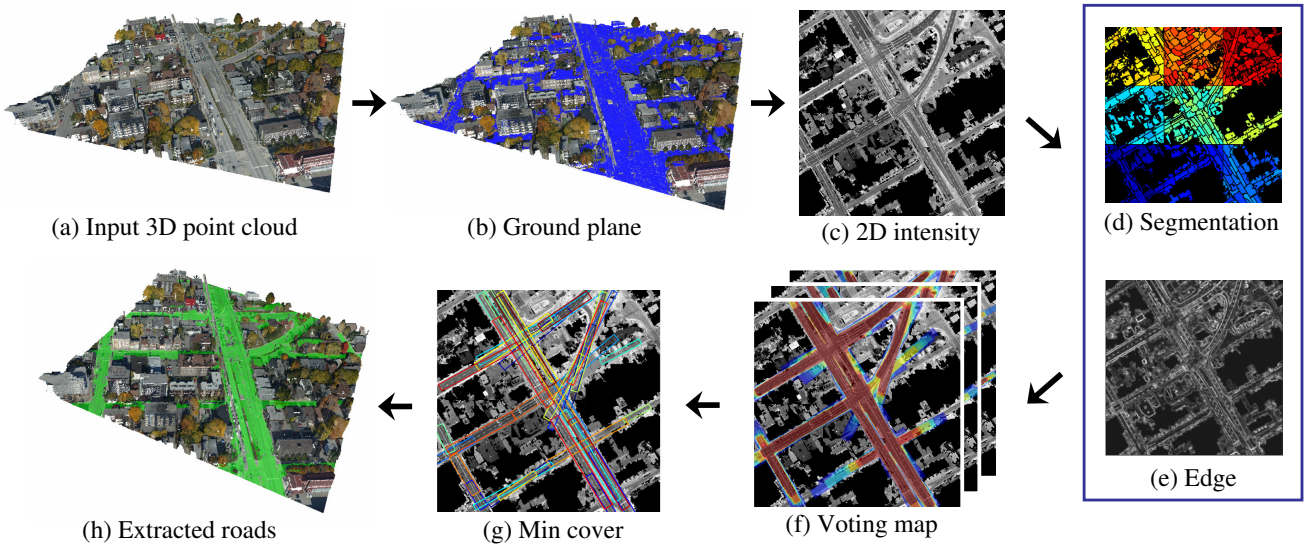 (a) Input 3D point cloud
(b) Ground plane
(c) 2D intensity
(d) Segmentation
(e) Edge
(f) Voting map
(g) Min cover
(h) Extracted roads